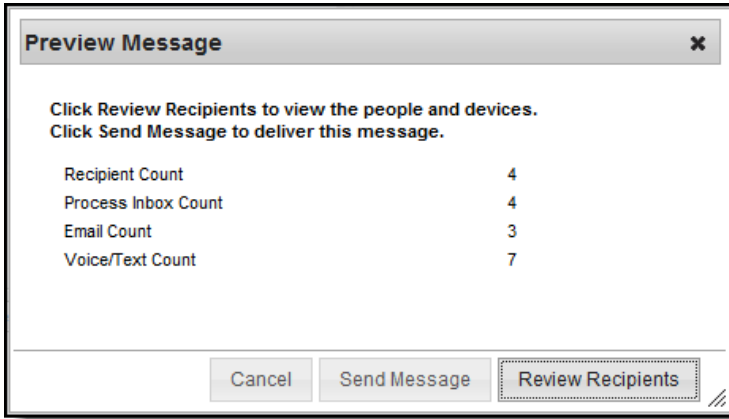 Preview Message
Click Review Recipients to view the people and devices.
Click Send Message to deliver this message.
Recipient Count 4
Process Inbox Count 4
Email Count 3
Voice/Text Count 7
Cancel Send Message Review Recipients